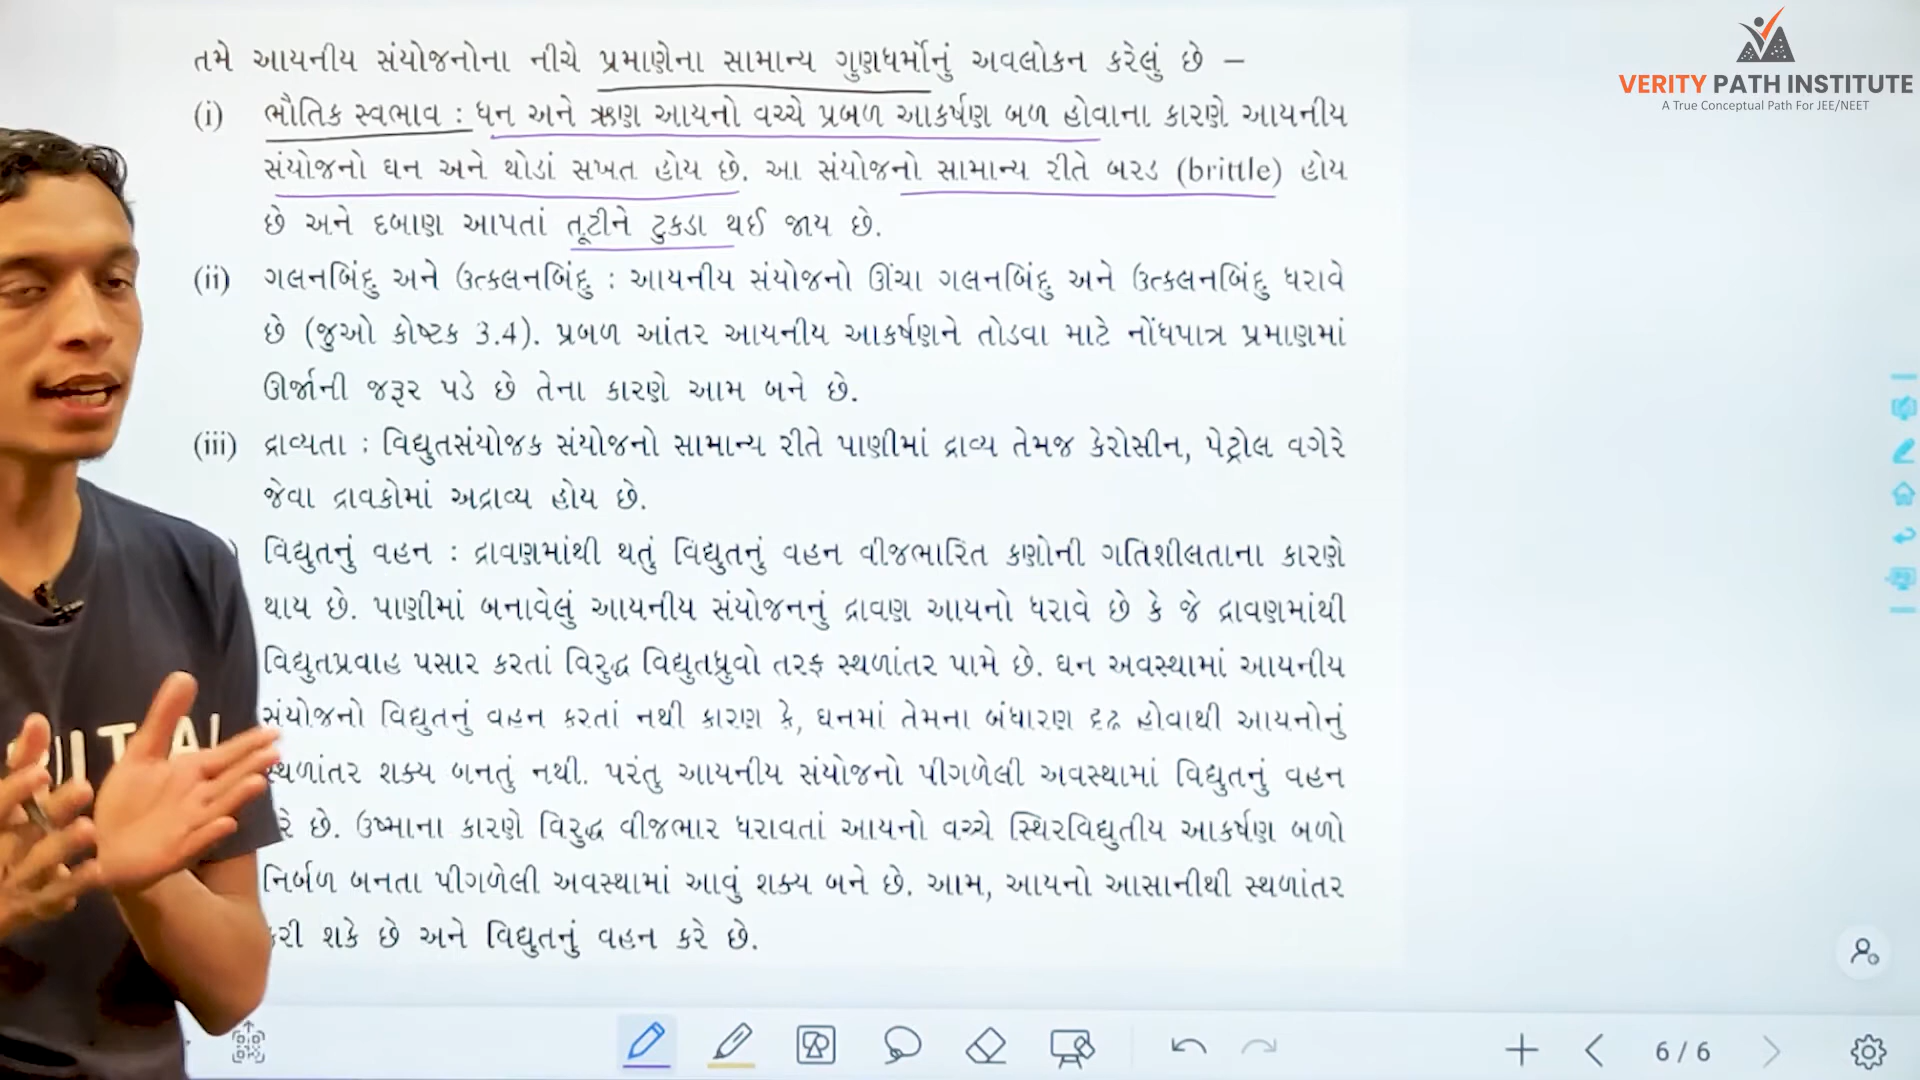 VERITY PATH INSTITUTE
A True Conceptual Path For JEE/NEET
તમે આયનીય સંયોજનોના નીચે પ્રમાણેના સામાન્ય ગુણધર્મોનું અવલોકન કરેલું છે –
(i) ભૌતિક સ્વભાવ : ધન અને ઋણ આયનો વચ્ચે પ્રબળ આકર્ષણ બળ હોવાના કારણે આયનીય
સંયોજનો ઘન અને થોડાં સખત હોય છે. આ સંયોજનો સામાન્ય રીતે બરડ (brittle) હોય
છે અને દબાણ આપતાં તૂટીને ટુકડા થઈ જાય છે.
(ii) ગલનબિંદુ અને ઉત્કલનબિંદુ : આયનીય સંયોજનો ઊંચા ગલનબિંદુ અને ઉત્કલનબિંદુ ધરાવે
છે (જુઓ કોષ્ટક 3.4). પ્રબળ આંતર આયનીય આકર્ષણને તોડવા માટે નોંધપાત્ર પ્રમાણમાં
ઊર્જાની જરૂર પડે છે તેના કારણે આમ બને છે.
(iii) દ્રાવ્યતા : વિદ્યુતસંયોજક સંયોજનો સામાન્ય રીતે પાણીમાં દ્રાવ્ય તેમજ કેરોસીન, પેટ્રોલ વગેરે
જેવા દ્રાવકોમાં અદ્રાવ્ય હોય છે.
વિદ્યુતનું વહન : દ્રાવણમાંથી થતું વિદ્યુતનું વહન વીજભારિત કણોની ગતિશીલતાના કારણે
થાય છે. પાણીમાં બનાવેલું આયનીય સંયોજનનું દ્રાવણ આયનો ધરાવે છે કે જે દ્રાવણમાંથી
વિદ્યુતપ્રવાહ પસાર કરતાં વિરુદ્ધ વિદ્યુતધ્રુવો તરફ સ્થળાંતર પામે છે. ઘન અવસ્થામાં આયનીય
સંયોજનો વિદ્યુતનું વહન કરતાં નથી કારણ કે, ઘનમાં તેમના બંધારણ દૃઢ હોવાથી આયનોનું
સ્થળાંતર શક્ય બનતું નથી. પરંતુ આયનીય સંયોજનો પીગળેલી અવસ્થામાં વિદ્યુતનું વહન
છે. ઉષ્માના કારણે વિરુદ્ધ વીજભાર ધરાવતાં આયનો વચ્ચે સ્થિરવિદ્યુતીય આકર્ષણ બળો
નિર્બળ બનતા પીગળેલી અવસ્થામાં આવું શક્ય બને છે. આમ, આયનો આસાનીથી સ્થળાંતર
કરી શકે છે અને વિદ્યુતનું વહન કરે છે.
6 / 6